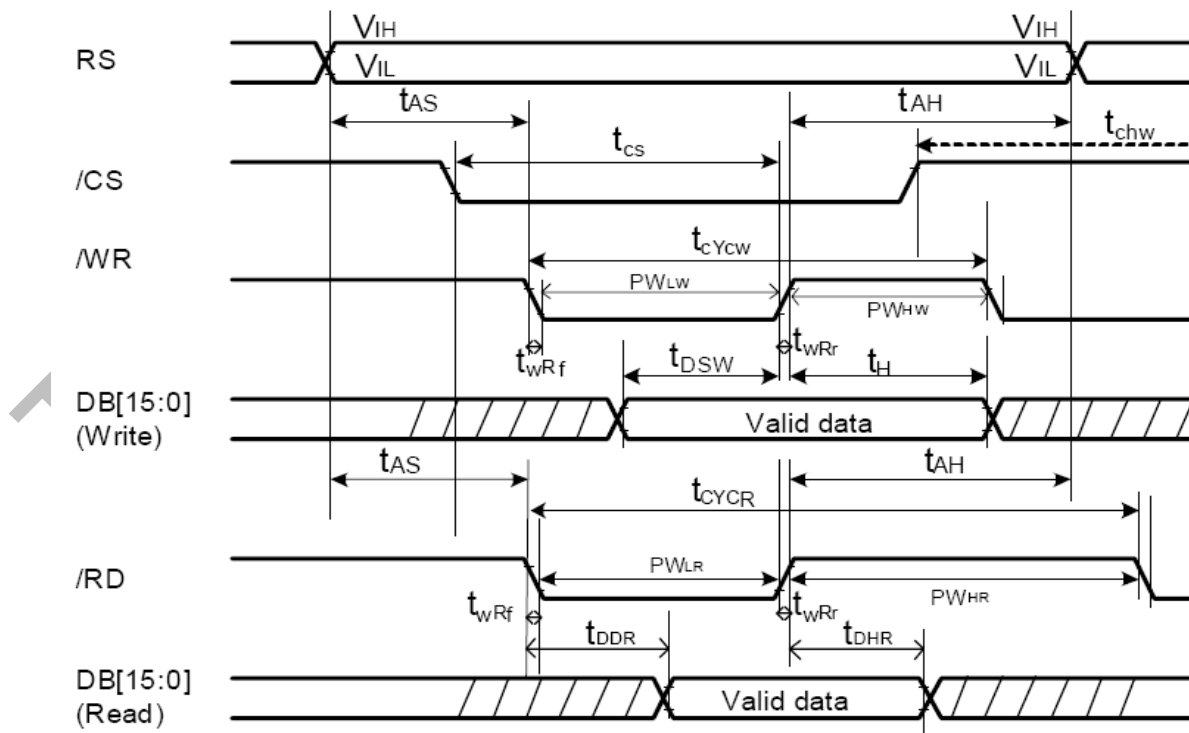 VIH VIH
RS
VIL VIL
tAS tAH
tchw
tcs
/CS
tcYcw
/WR
PWLW
PWHW
twRf tDSW twRr tH
DB[15:0]
(Write)
Valid data
tAS tAH
tCYCR
/RD
PWLR
PWHR
twRf twRr
tDDR tDHR
DB[15:0]
(Read)
Valid data